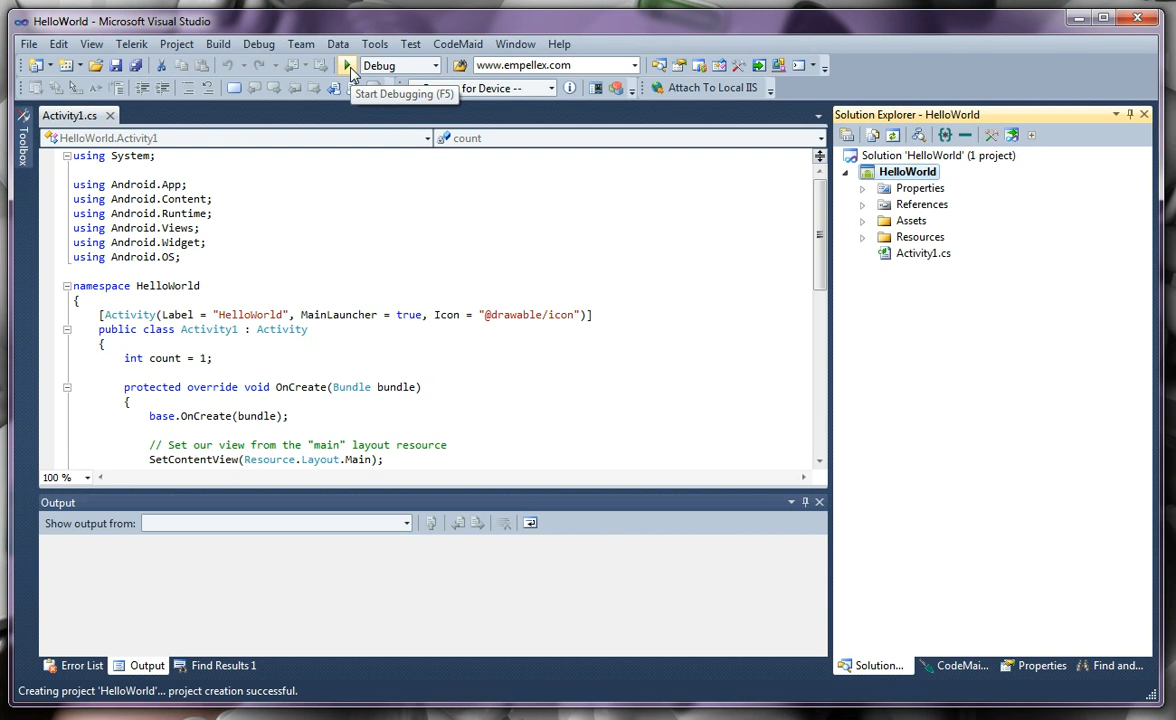 HelloWorld - Microsoft Visual Studio
File Edit View Telerik Project Build Debug Team Data Tools Test CodeMaid Window Help
Debug www.empellex.com
for Device -- Attach To Local IIS
Start Debugging (F5)
Toolbox
Activity1.cs
HelloWorld.Activity1 count
using System;
using Android.App;
using Android.Content;
using Android.Runtime;
using Android.Views;
using Android.Widget;
using Android.OS;
namespace HelloWorld
{
[Activity(Label = "HelloWorld", MainLauncher = true, Icon = "@drawable/icon")]
public class Activity1 : Activity
{
int count = 1;
protected override void OnCreate(Bundle bundle)
{
base.OnCreate(bundle);
// Set our view from the "main" layout resource
SetContentView(Resource.Layout.Main);
100 %
Output
Show output from:
Error List Output Find Results 1
Solution Explorer - HelloWorld
Solution 'HelloWorld' (1 project)
HelloWorld
Properties
References
Assets
Resources
Activity1.cs
Solution... CodeMai... Properties Find and...
Creating project 'HelloWorld'... project creation successful.